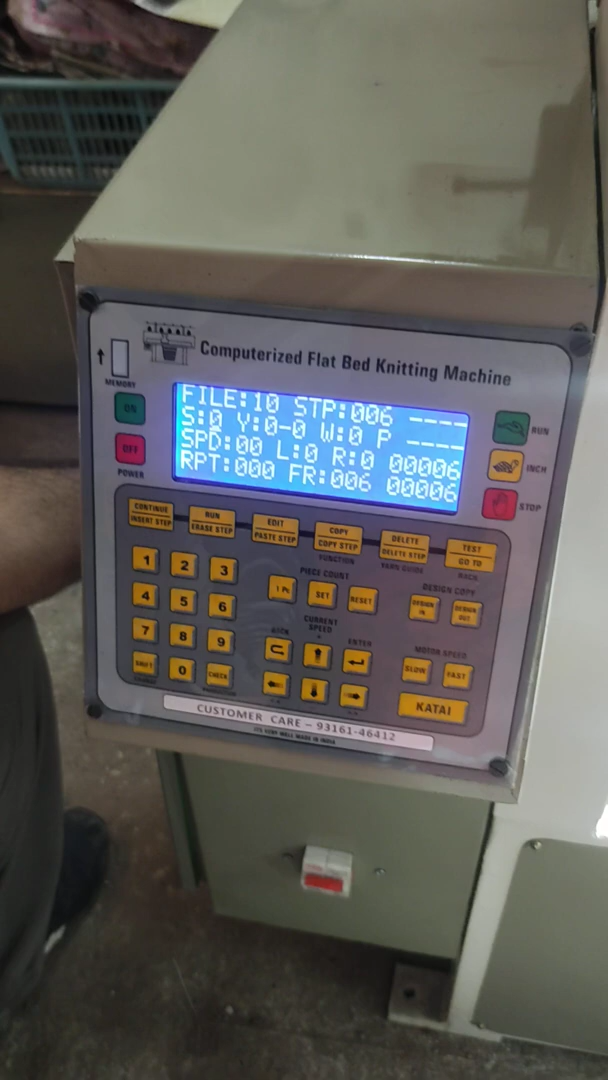 Computerized Flat Bed Knitting Machine
MEMORY
ON
OFF
POWER
FILE:10 STP:006 ----
S:0 Y:0-0 W:0 P ----
SPD:00 L:0 R:0 00006
RPT:000 FR:006 00006
RUN
INCH
STOP
CONTINUE
INSERT STEP
RUN
ERASE STEP
EDIT
PASTE STEP
COPY
COPY STEP
DELETE
DELETE STEP
TEST
GO TO
FUNCTION
YARN GUIDE
RACK
1 2 3
4 5 6
7 8 9
SHIFT 0 CHECK
PIECE COUNT
1 Pc SET RESET
CURRENT SPEED
ENTER
DESIGN COPY
DESIGN IN
DESIGN OUT
MOTOR SPEED
SLOW FAST
KATAI
CUSTOMER CARE – 93161-46412